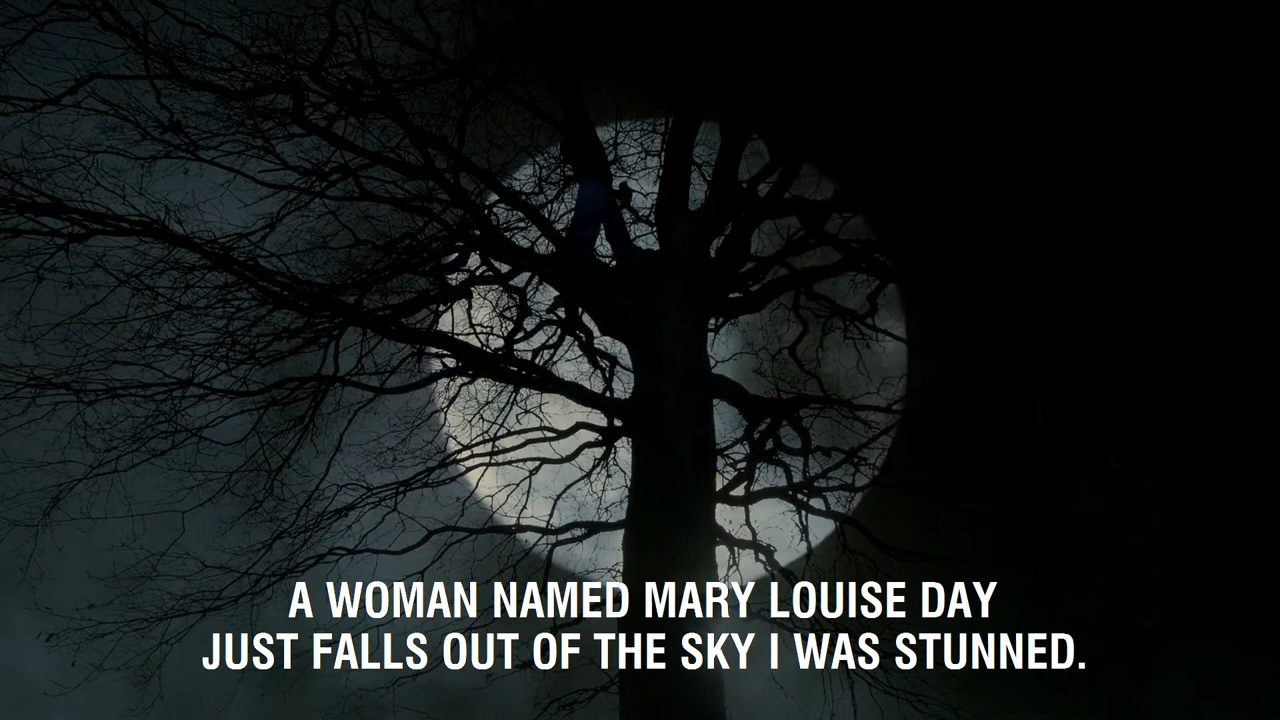 A WOMAN NAMED MARY LOUISE DAY
JUST FALLS OUT OF THE SKY I WAS STUNNED.